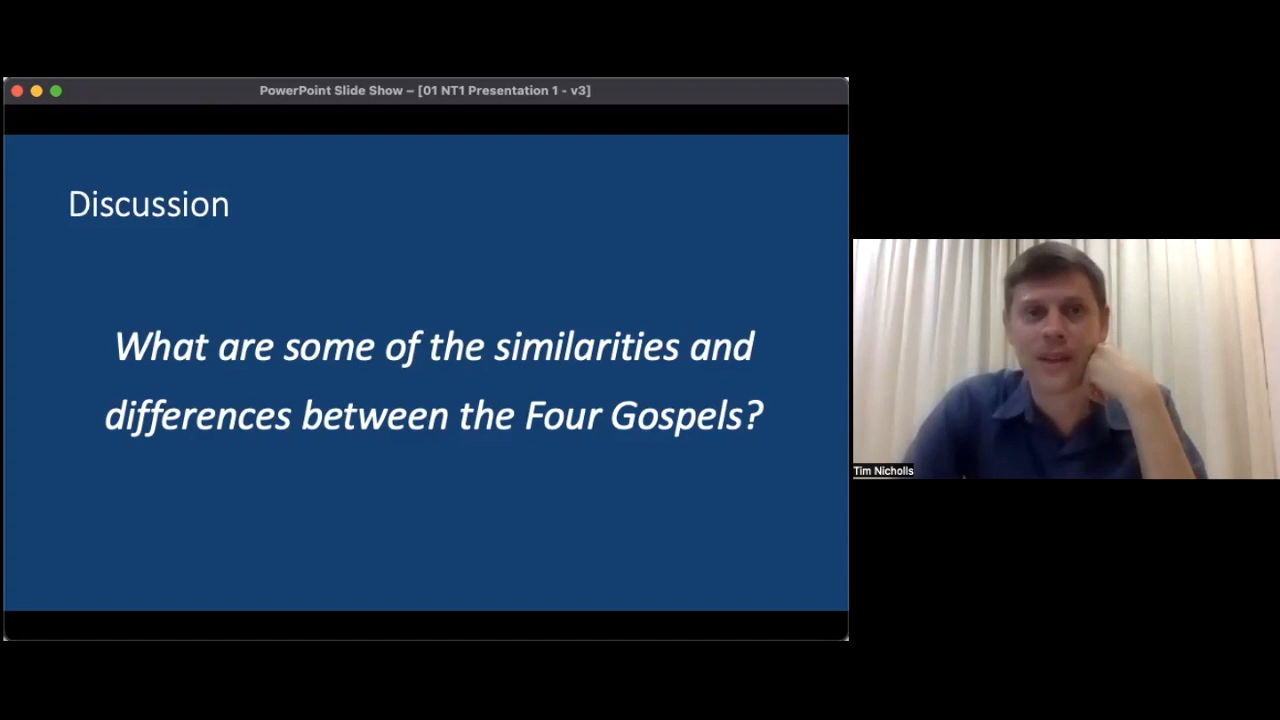 PowerPoint Slide Show – [01 NT1 Presentation 1 - v3]
Discussion
What are some of the similarities and
differences between the Four Gospels?
Tim Nicholls